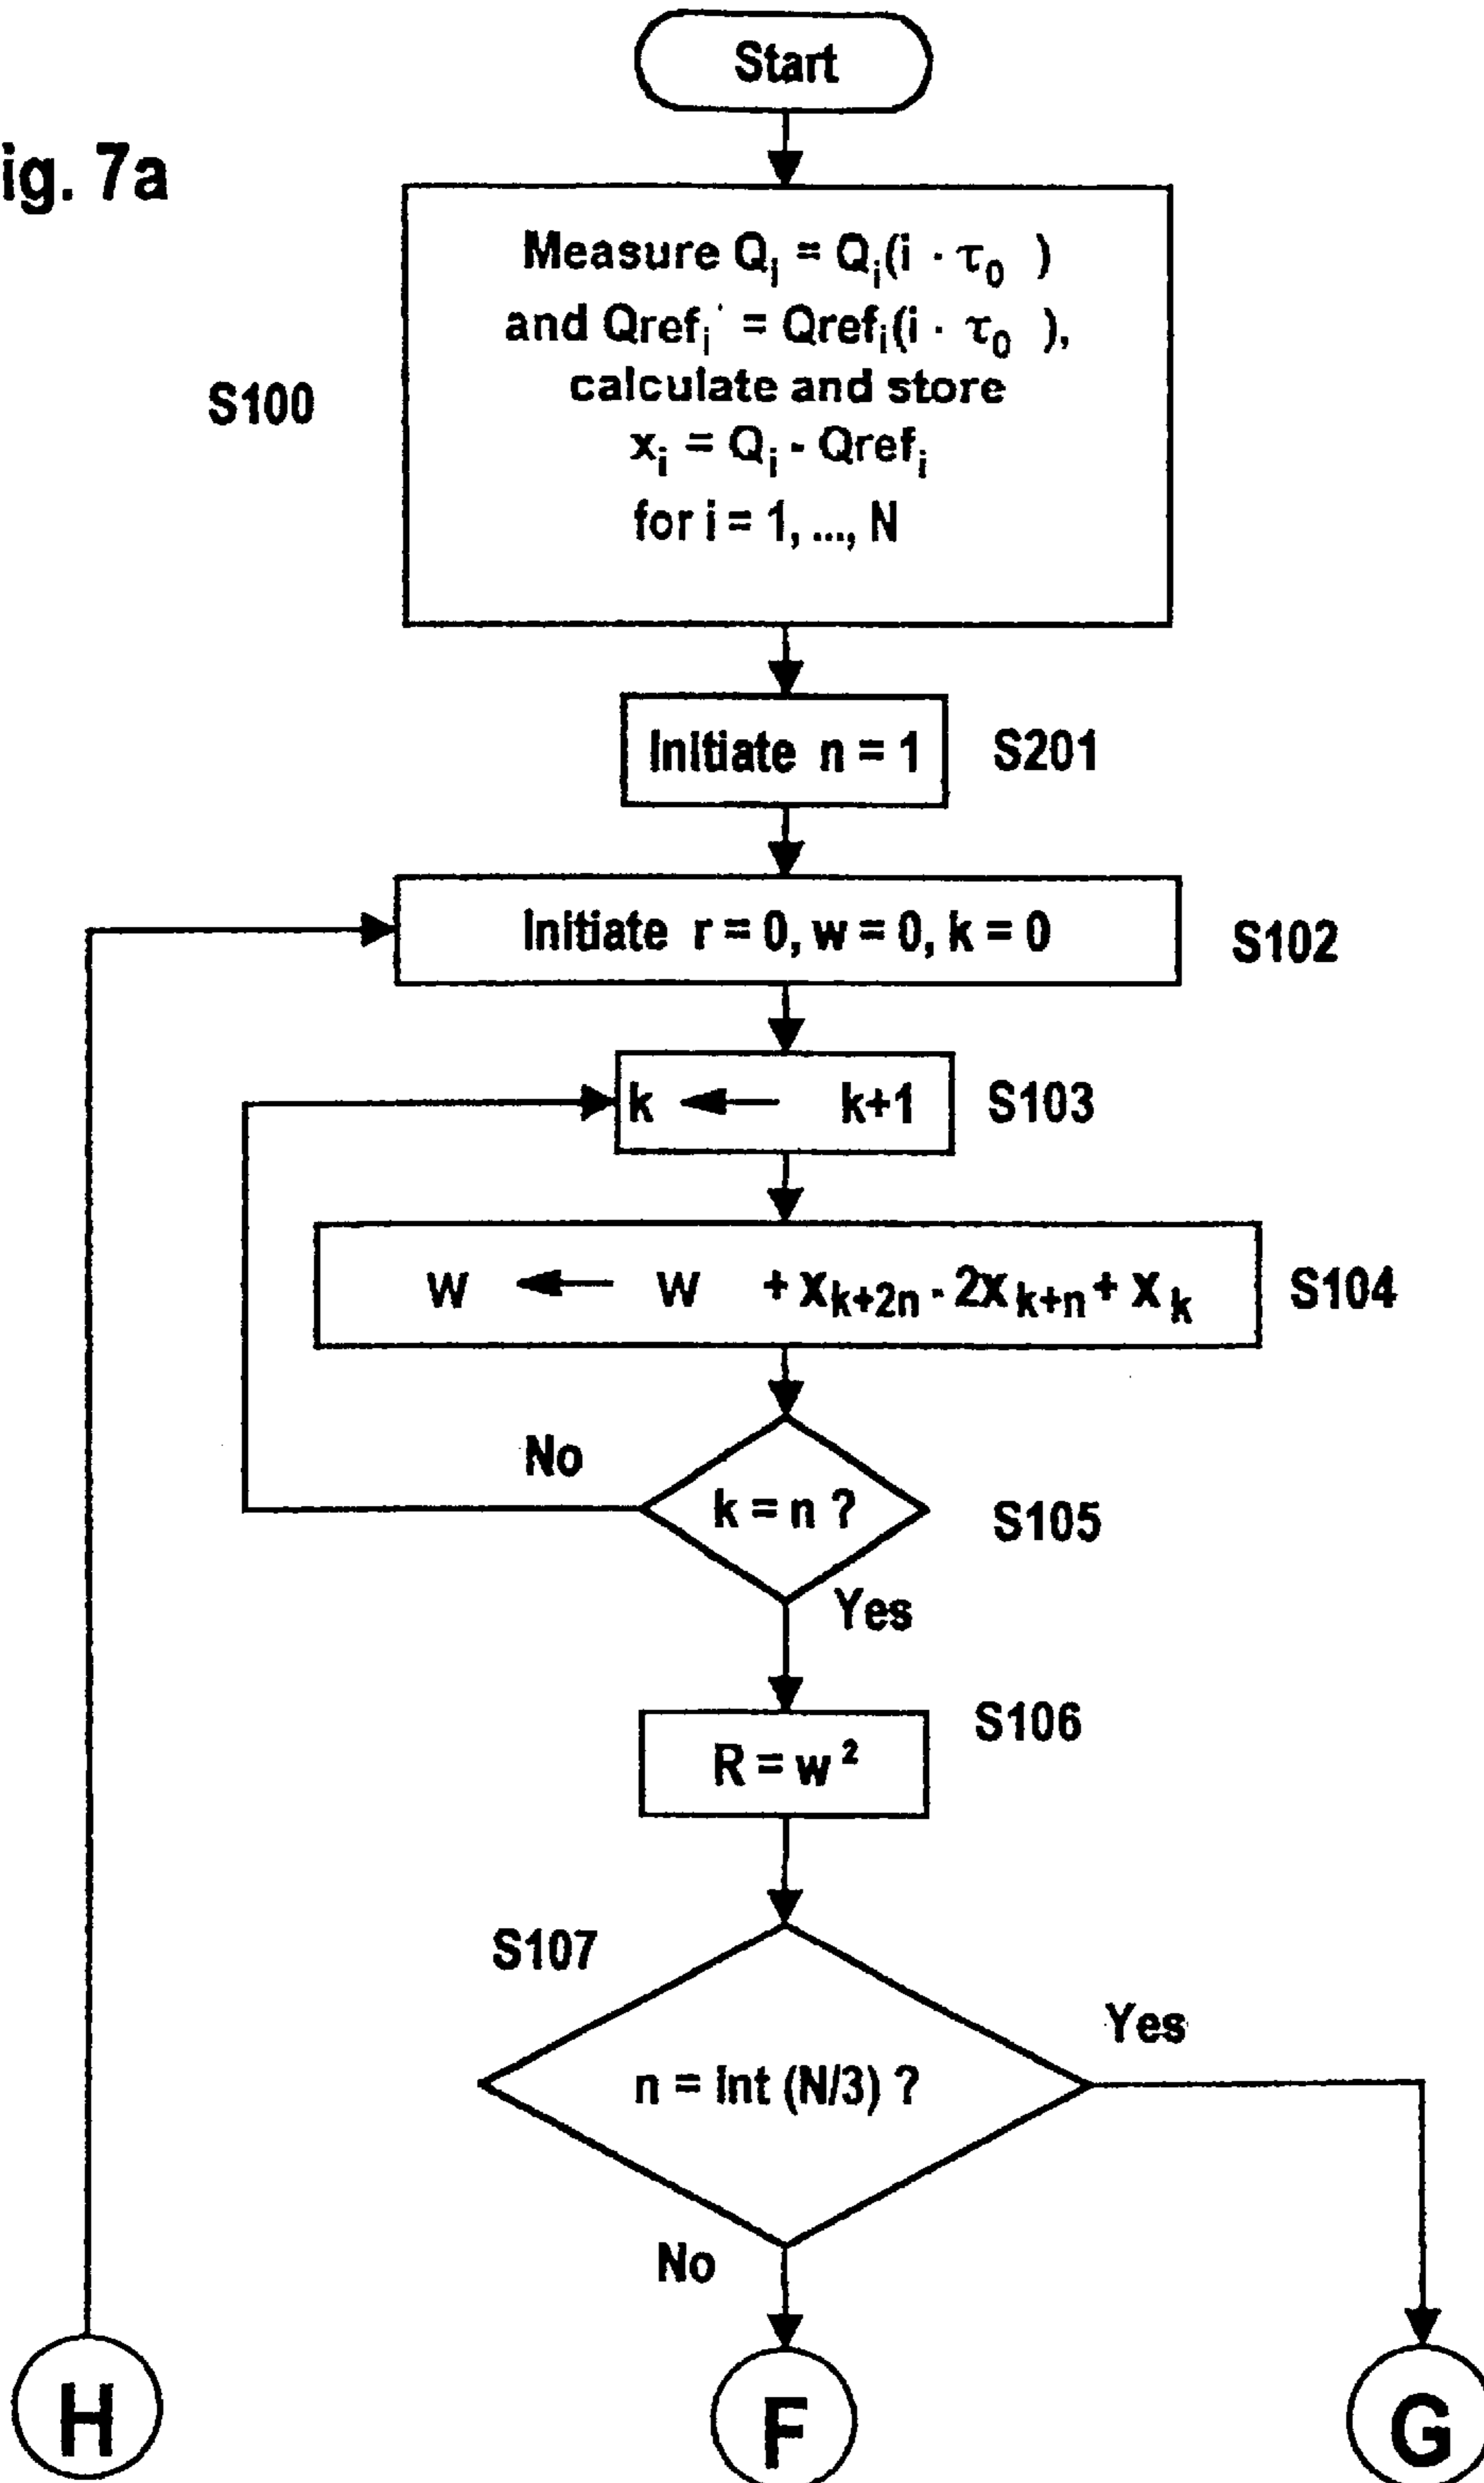 Start
ig. 7a
Measure Qᵢ = Qᵢ(i · τ₀ )
and Qrefᵢ' = Qrefᵢ(i · τ₀ ),
calculate and store
xᵢ = Qᵢ - Qrefᵢ
for i = 1, ..., N
S100
Initiate n = 1 S201
Initiate r = 0, w = 0, k = 0 S102
k ← k+1 S103
w ← w + xₖ₊₂ₙ - 2xₖ₊ₙ + xₖ S104
No
k = n ? S105
Yes
S106
R = w²
S107
Yes
n = Int (N/3) ?
No
H F G